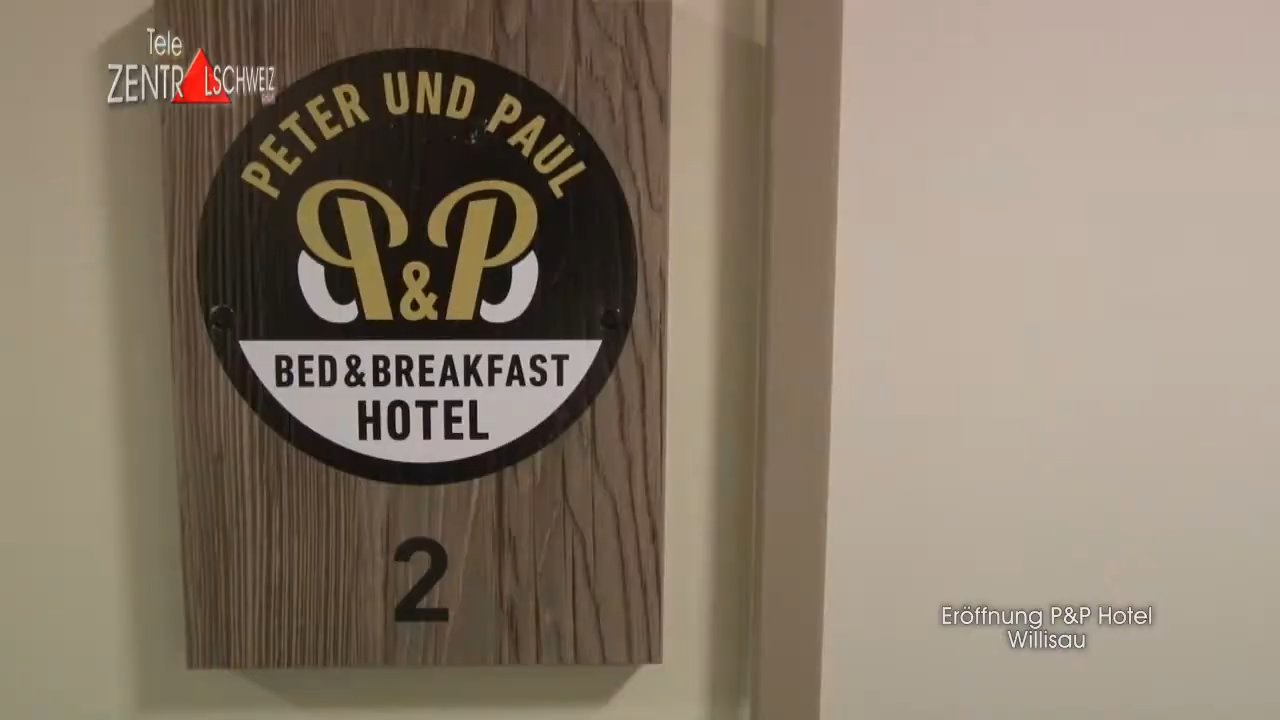 Tele
ZENTRALSCHWEIZ
PETER UND PAUL
P&P
BED & BREAKFAST
HOTEL
2
Eröffnung P&P Hotel
Willisau